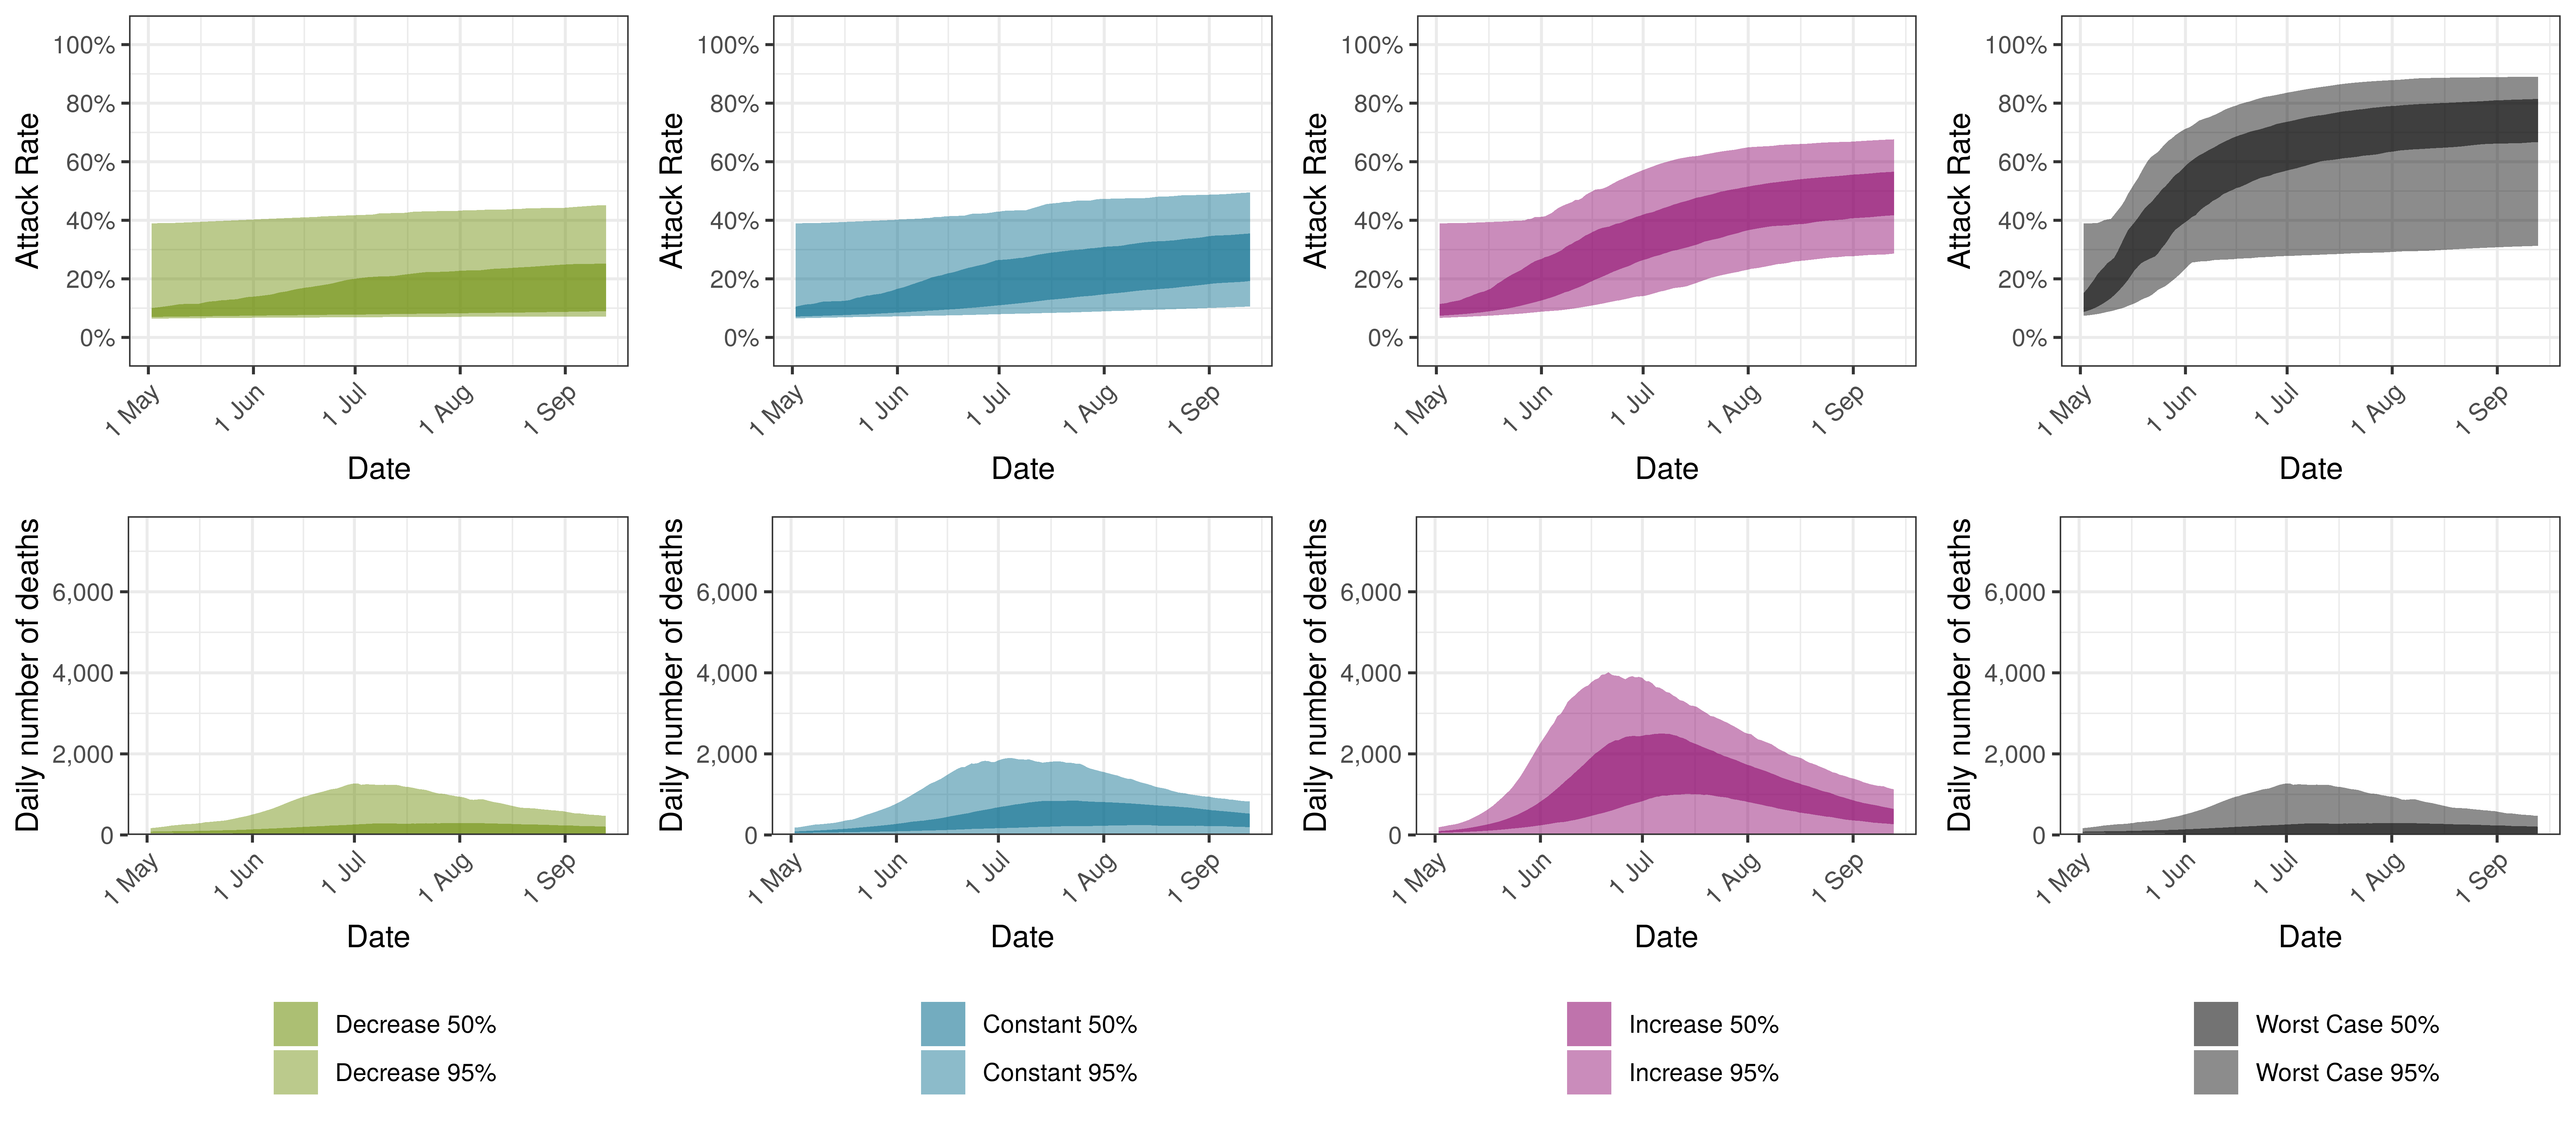 Attack Rate
100%
80%
60%
40%
20%
0%
1 May
1 Jun
1 Jul
1 Aug
1 Sep
Date
Attack Rate
100%
80%
60%
40%
20%
0%
1 May
1 Jun
1 Jul
1 Aug
1 Sep
Date
Attack Rate
100%
80%
60%
40%
20%
0%
1 May
1 Jun
1 Jul
1 Aug
1 Sep
Date
Attack Rate
100%
80%
60%
40%
20%
0%
1 May
1 Jun
1 Jul
1 Aug
1 Sep
Date
Daily number of deaths
6,000
4,000
2,000
0
1 May
1 Jun
1 Jul
1 Aug
1 Sep
Date
Daily number of deaths
6,000
4,000
2,000
0
1 May
1 Jun
1 Jul
1 Aug
1 Sep
Date
Daily number of deaths
6,000
4,000
2,000
0
1 May
1 Jun
1 Jul
1 Aug
1 Sep
Date
Daily number of deaths
6,000
4,000
2,000
0
1 May
1 Jun
1 Jul
1 Aug
1 Sep
Date
Decrease 50%
Decrease 95%
Constant 50%
Constant 95%
Increase 50%
Increase 95%
Worst Case 50%
Worst Case 95%